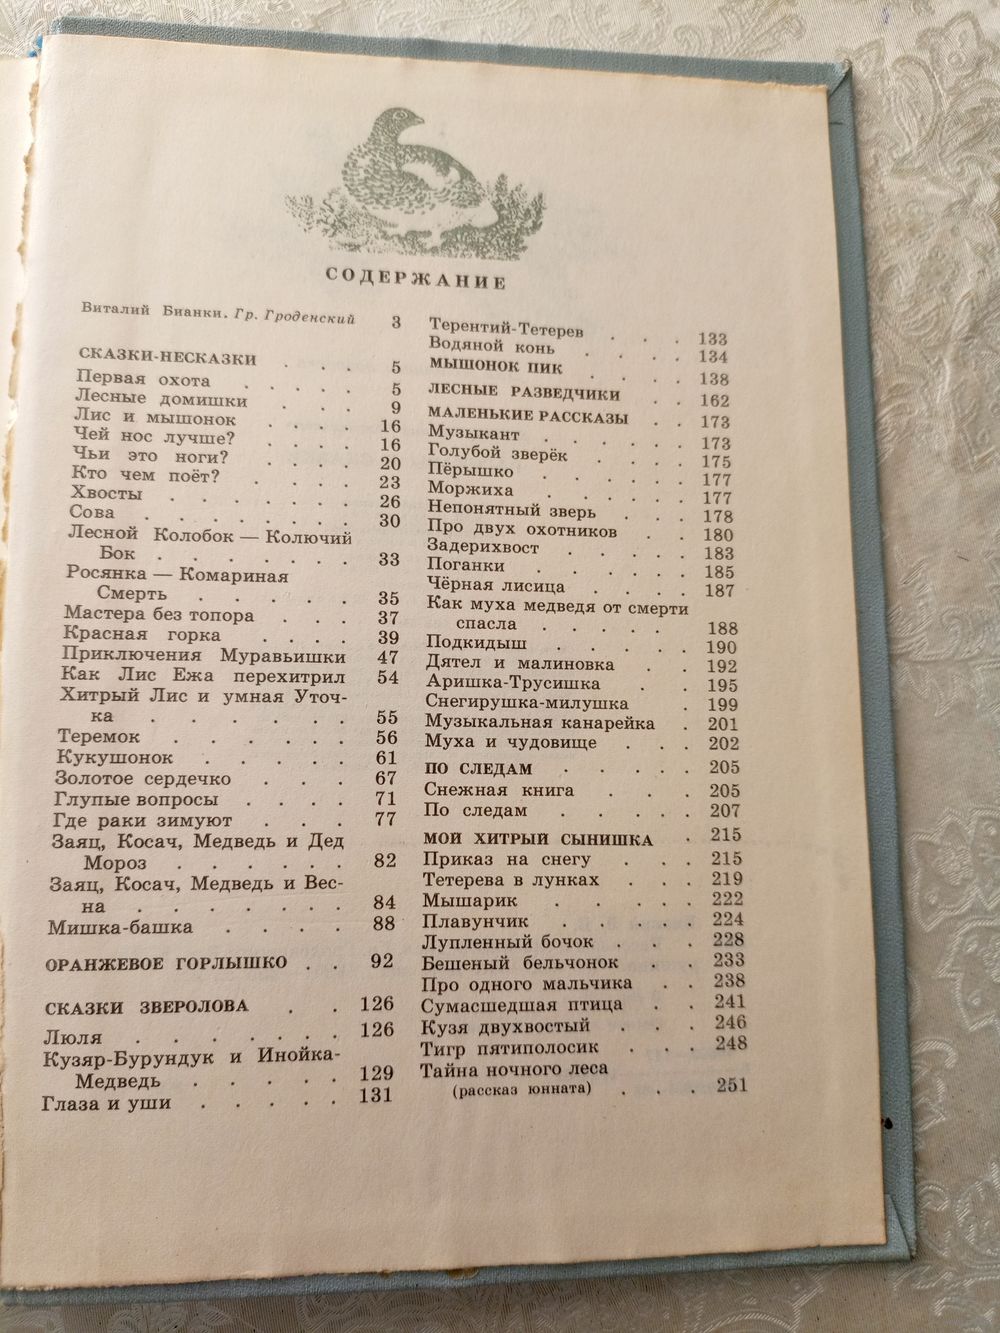 СОДЕРЖАНИЕ
Виталий Бианки. Гр. Гроденский 3
СКАЗКИ-НЕСКАЗКИ . . . 5
Первая охота . . . . . 5
Лесные домишки . . . 9
Лис и мышонок . . . . 16
Чей нос лучше? . . . . 16
Чьи это ноги? . . . . 20
Кто чем поёт? . . . . 23
Хвосты . . . . . . . 26
Сова . . . . . . . . 30
Лесной Колобок — Колючий
Бок . . . . . . . 33
Росянка — Комариная
Смерть . . . . . 35
Мастера без топора . . . 37
Красная горка . . . . 39
Приключения Муравьишки 47
Как Лис Ежа перехитрил 54
Хитрый Лис и умная Уточ-
ка . . . . . . . 55
Теремок . . . . . . 56
Кукушонок . . . . . 61
Золотое сердечко . . . 67
Глупые вопросы . . . . 71
Где раки зимуют . . . 77
Заяц, Косач, Медведь и Дед
Мороз . . . . . . 82
Заяц, Косач, Медведь и Вес-
на . . . . . . . 84
Мишка-башка . . . . 88
ОРАНЖЕВОЕ ГОРЛЫШКО . . 92
СКАЗКИ ЗВЕРОЛОВА . . 126
Люля . . . . . . . 126
Кузяр-Бурундук и Инойка-
Медведь . . . . . 129
Глаза и уши . . . . . 131
Терентий-Тетерев . . . 133
Водяной конь . . . . 134
МЫШОНОК ПИК . . . . 138
ЛЕСНЫЕ РАЗВЕДЧИКИ . . 162
МАЛЕНЬКИЕ РАССКАЗЫ . . 173
Музыкант . . . . . . 173
Голубой зверёк . . . . 175
Пёрышко . . . . . . 177
Моржиха . . . . . . 177
Непонятный зверь . . . 178
Про двух охотников . . 180
Задерихвост . . . . . 183
Поганки . . . . . . 185
Чёрная лисица . . . . 187
Как муха медведя от смерти
спасла . . . . . 188
Подкидыш . . . . . 190
Дятел и малиновка . . 192
Аришка-Трусишка . . 195
Снегирушка-милушка . 199
Музыкальная канарейка . 201
Муха и чудовище . . . 202
ПО СЛЕДАМ . . . . . 205
Снежная книга . . . 205
По следам . . . . . 207
МОЙ ХИТРЫЙ СЫНИШКА . 215
Приказ на снегу . . . 215
Тетерева в лунках . . . 219
Мышарик . . . . . 222
Плавунчик . . . . . 224
Лупленный бочок . . . 228
Бешеный бельчонок . . 233
Про одного мальчика . . 238
Сумасшедшая птица . . 241
Кузя двухвостый . . . 246
Тигр пятиполосик . . . 248
Тайна ночного леса
(рассказ юнната) . . . 251